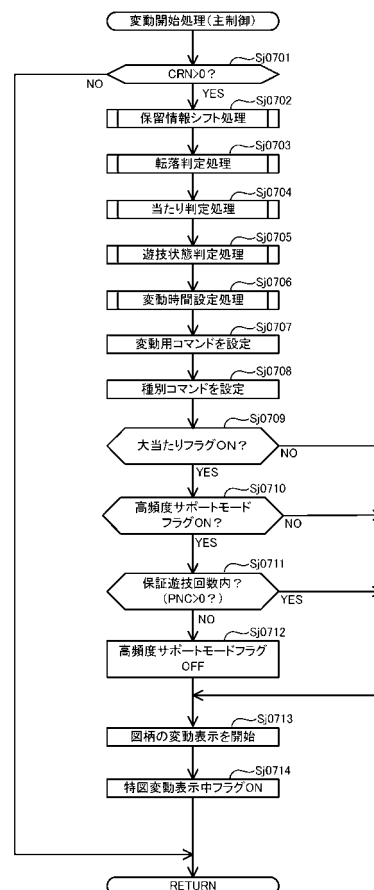 変動開始処理(主制御)
Sj0701
CRN>0?
NO
YES
Sj0702
保留情報シフト処理
Sj0703
転落判定処理
Sj0704
当たり判定処理
Sj0705
遊技状態判定処理
Sj0706
変動時間設定処理
Sj0707
変動用コマンドを設定
Sj0708
種別コマンドを設定
Sj0709
大当たりフラグON?
NO
YES
Sj0710
高頻度サポートモード
フラグON?
NO
YES
Sj0711
保証遊技回数内?
(PNC>0?)
YES
NO
Sj0712
高頻度サポートモードフラグ
OFF
Sj0713
図柄の変動表示を開始
Sj0714
特図変動表示中フラグON
RETURN